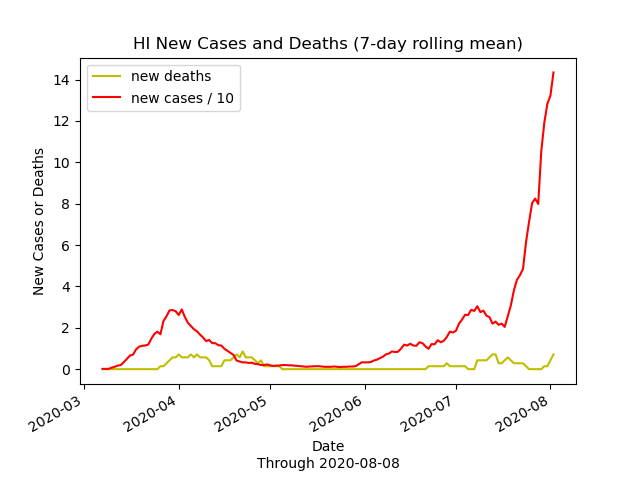 HI New Cases and Deaths (7-day rolling mean)
new deaths
new cases / 10
New Cases or Deaths
14
12
10
8
6
4
2
0
2020-03
2020-04
2020-05
2020-06
2020-07
2020-08
Date
Through 2020-08-08